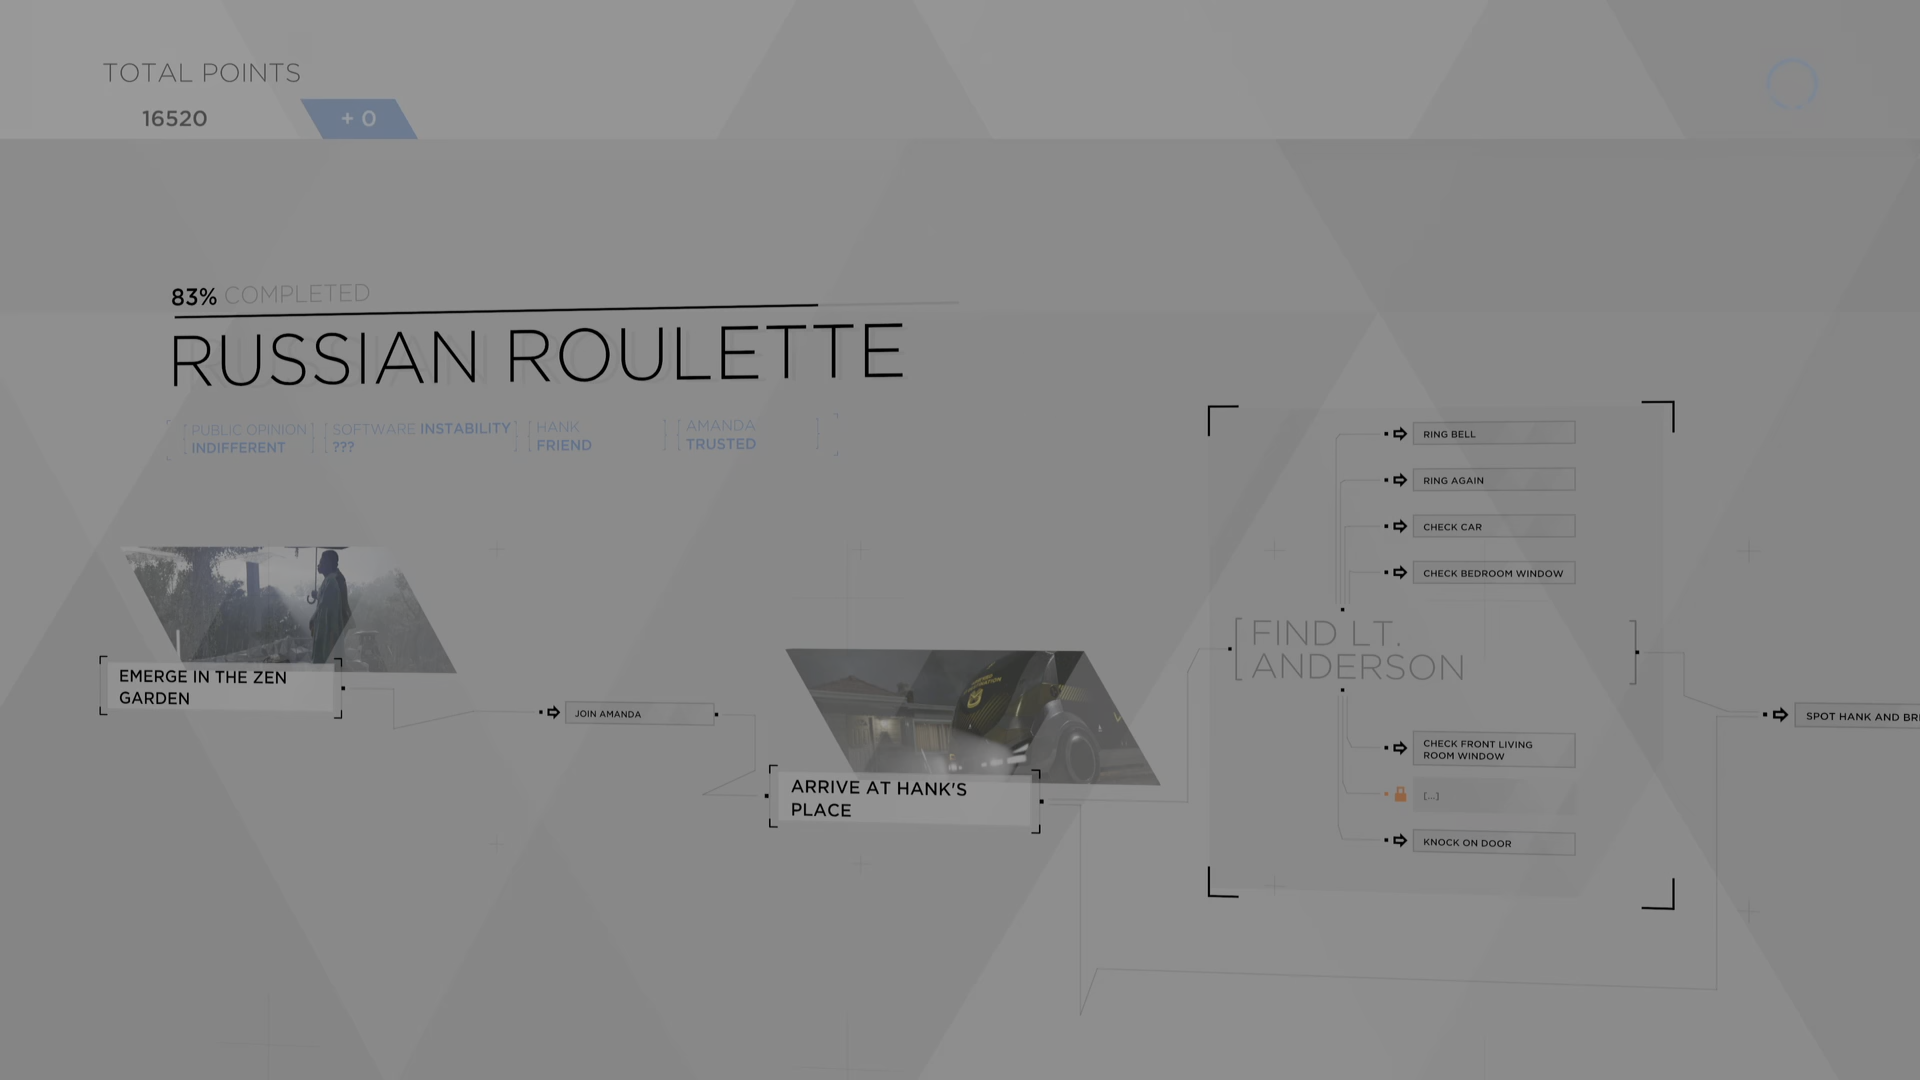 TOTAL POINTS
16520
+ 0
83% COMPLETED
RUSSIAN ROULETTE
PUBLIC OPINION
INDIFFERENT
SOFTWARE INSTABILITY
???
HANK
FRIEND
AMANDA
TRUSTED
EMERGE IN THE ZEN
GARDEN
JOIN AMANDA
ARRIVE AT HANK'S
PLACE
RING BELL
RING AGAIN
CHECK CAR
CHECK BEDROOM WINDOW
FIND LT.
ANDERSON
CHECK FRONT LIVING
ROOM WINDOW
[...]
KNOCK ON DOOR
SPOT HANK AND